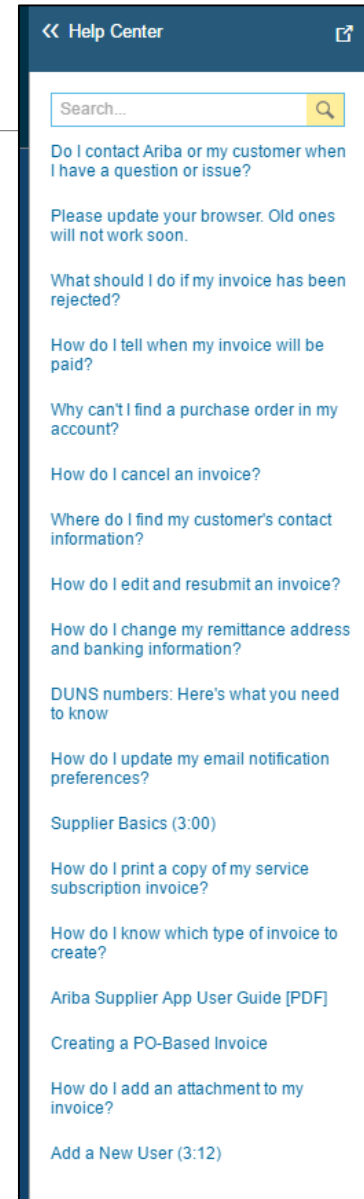 Help Center
Search...
Do I contact Ariba or my customer when
I have a question or issue?
Please update your browser. Old ones
will not work soon.
What should I do if my invoice has been
rejected?
How do I tell when my invoice will be
paid?
Why can't I find a purchase order in my
account?
How do I cancel an invoice?
Where do I find my customer's contact
information?
How do I edit and resubmit an invoice?
How do I change my remittance address
and banking information?
DUNS numbers: Here's what you need
to know
How do I update my email notification
preferences?
Supplier Basics (3:00)
How do I print a copy of my service
subscription invoice?
How do I know which type of invoice to
create?
Ariba Supplier App User Guide [PDF]
Creating a PO-Based Invoice
How do I add an attachment to my
invoice?
Add a New User (3:12)